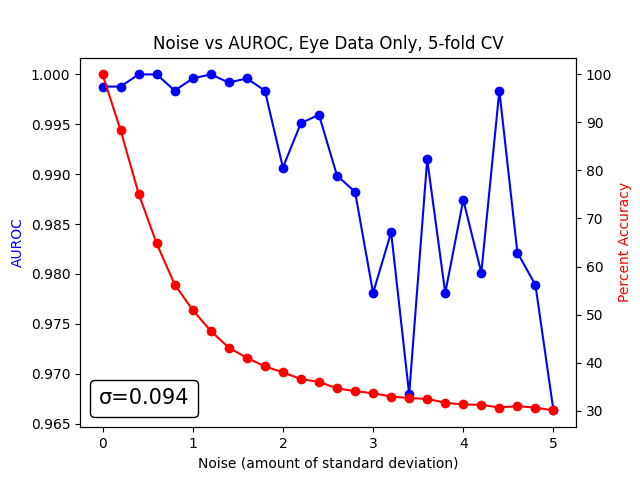 Noise vs AUROC, Eye Data Only, 5-fold CV
1.000
0.995
0.990
0.985
0.980
0.975
0.970
0.965
AUROC
100
90
80
70
60
50
40
30
Percent Accuracy
σ=0.094
0 1 2 3 4 5
Noise (amount of standard deviation)